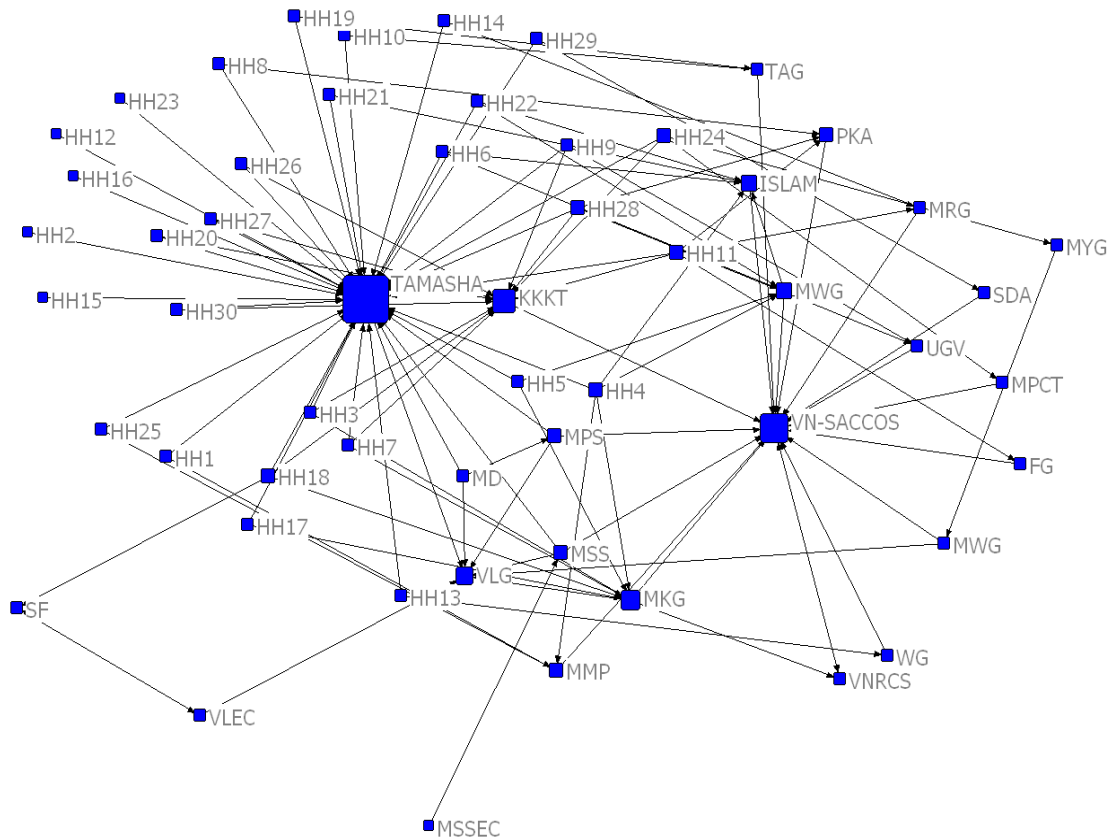 HH19
HH14
HH10
HH29
HH8
TAG
HH23
HH21
HH22
HH12
HH24
PKA
HH9
HH6
HH26
HH16
ISLAM
HH28
MRG
HH27
HH2
HH20
MYG
HH11
TAMASHA
MWG
SDA
HH15
KKKT
HH30
UGV
HH5
HH4
MPCT
HH3
VN-SACCOS
HH25
MPS
HH7
HH1
FG
HH18
MD
HH17
MWG
MSS
VLG
HH13
MKG
SF
WG
MMP
VNRCS
VLEC
MSSEC